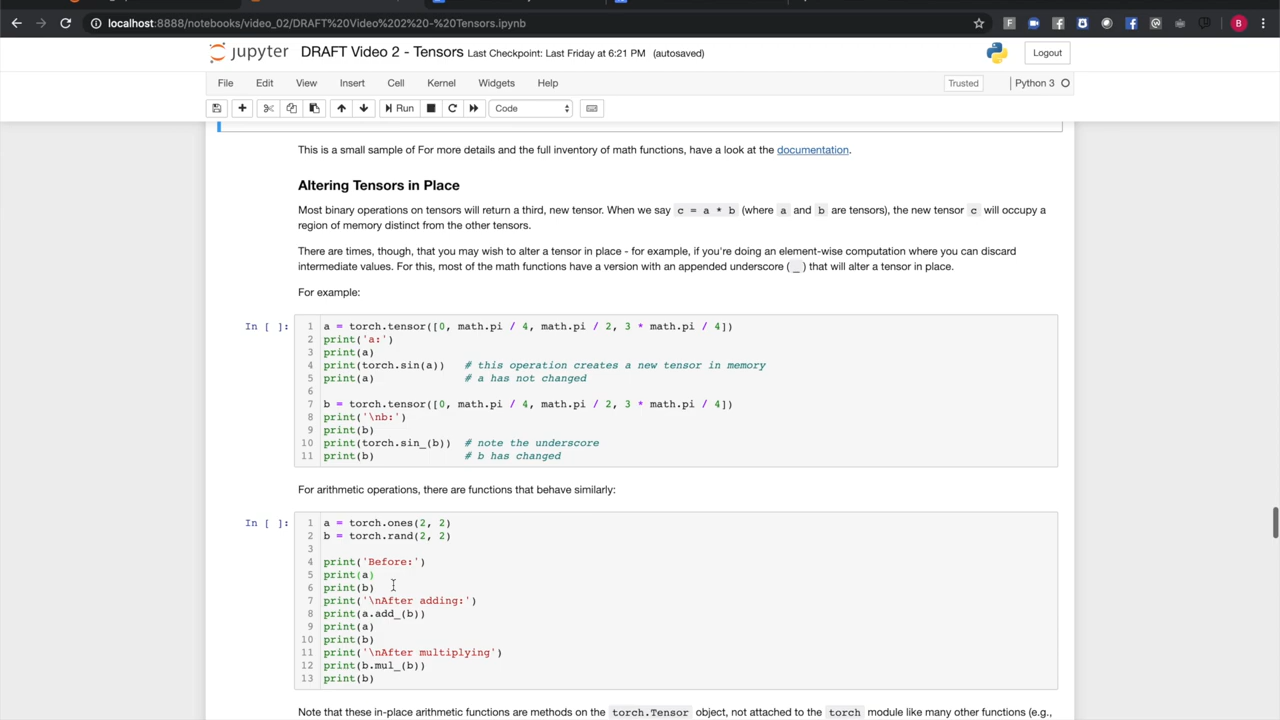 localhost:8888/notebooks/video_02/DRAFT%20Video%202%20-%20Tensors.ipynb
jupyter DRAFT Video 2 - Tensors Last Checkpoint: Last Friday at 6:21 PM (autosaved)
Logout
File Edit View Insert Cell Kernel Widgets Help
Trusted Python 3
Run Code
This is a small sample of For more details and the full inventory of math functions, have a look at the documentation.
Altering Tensors in Place
Most binary operations on tensors will return a third, new tensor. When we say c = a * b (where a and b are tensors), the new tensor c will occupy a
region of memory distinct from the other tensors.
There are times, though, that you may wish to alter a tensor in place - for example, if you're doing an element-wise computation where you can discard
intermediate values. For this, most of the math functions have a version with an appended underscore ( _ ) that will alter a tensor in place.
For example:
In [ ]:
1 a = torch.tensor([0, math.pi / 4, math.pi / 2, 3 * math.pi / 4])
2 print('a:')
3 print(a)
4 print(torch.sin(a)) # this operation creates a new tensor in memory
5 print(a) # a has not changed
6
7 b = torch.tensor([0, math.pi / 4, math.pi / 2, 3 * math.pi / 4])
8 print('\nb:')
9 print(b)
10 print(torch.sin_(b)) # note the underscore
11 print(b) # b has changed
For arithmetic operations, there are functions that behave similarly:
In [ ]:
1 a = torch.ones(2, 2)
2 b = torch.rand(2, 2)
3
4 print('Before:')
5 print(a)
6 print(b)
7 print('\nAfter adding:')
8 print(a.add_(b))
9 print(a)
10 print(b)
11 print('\nAfter multiplying')
12 print(b.mul_(b))
13 print(b)
Note that these in-place arithmetic functions are methods on the torch.Tensor object, not attached to the torch module like many other functions (e.g.,